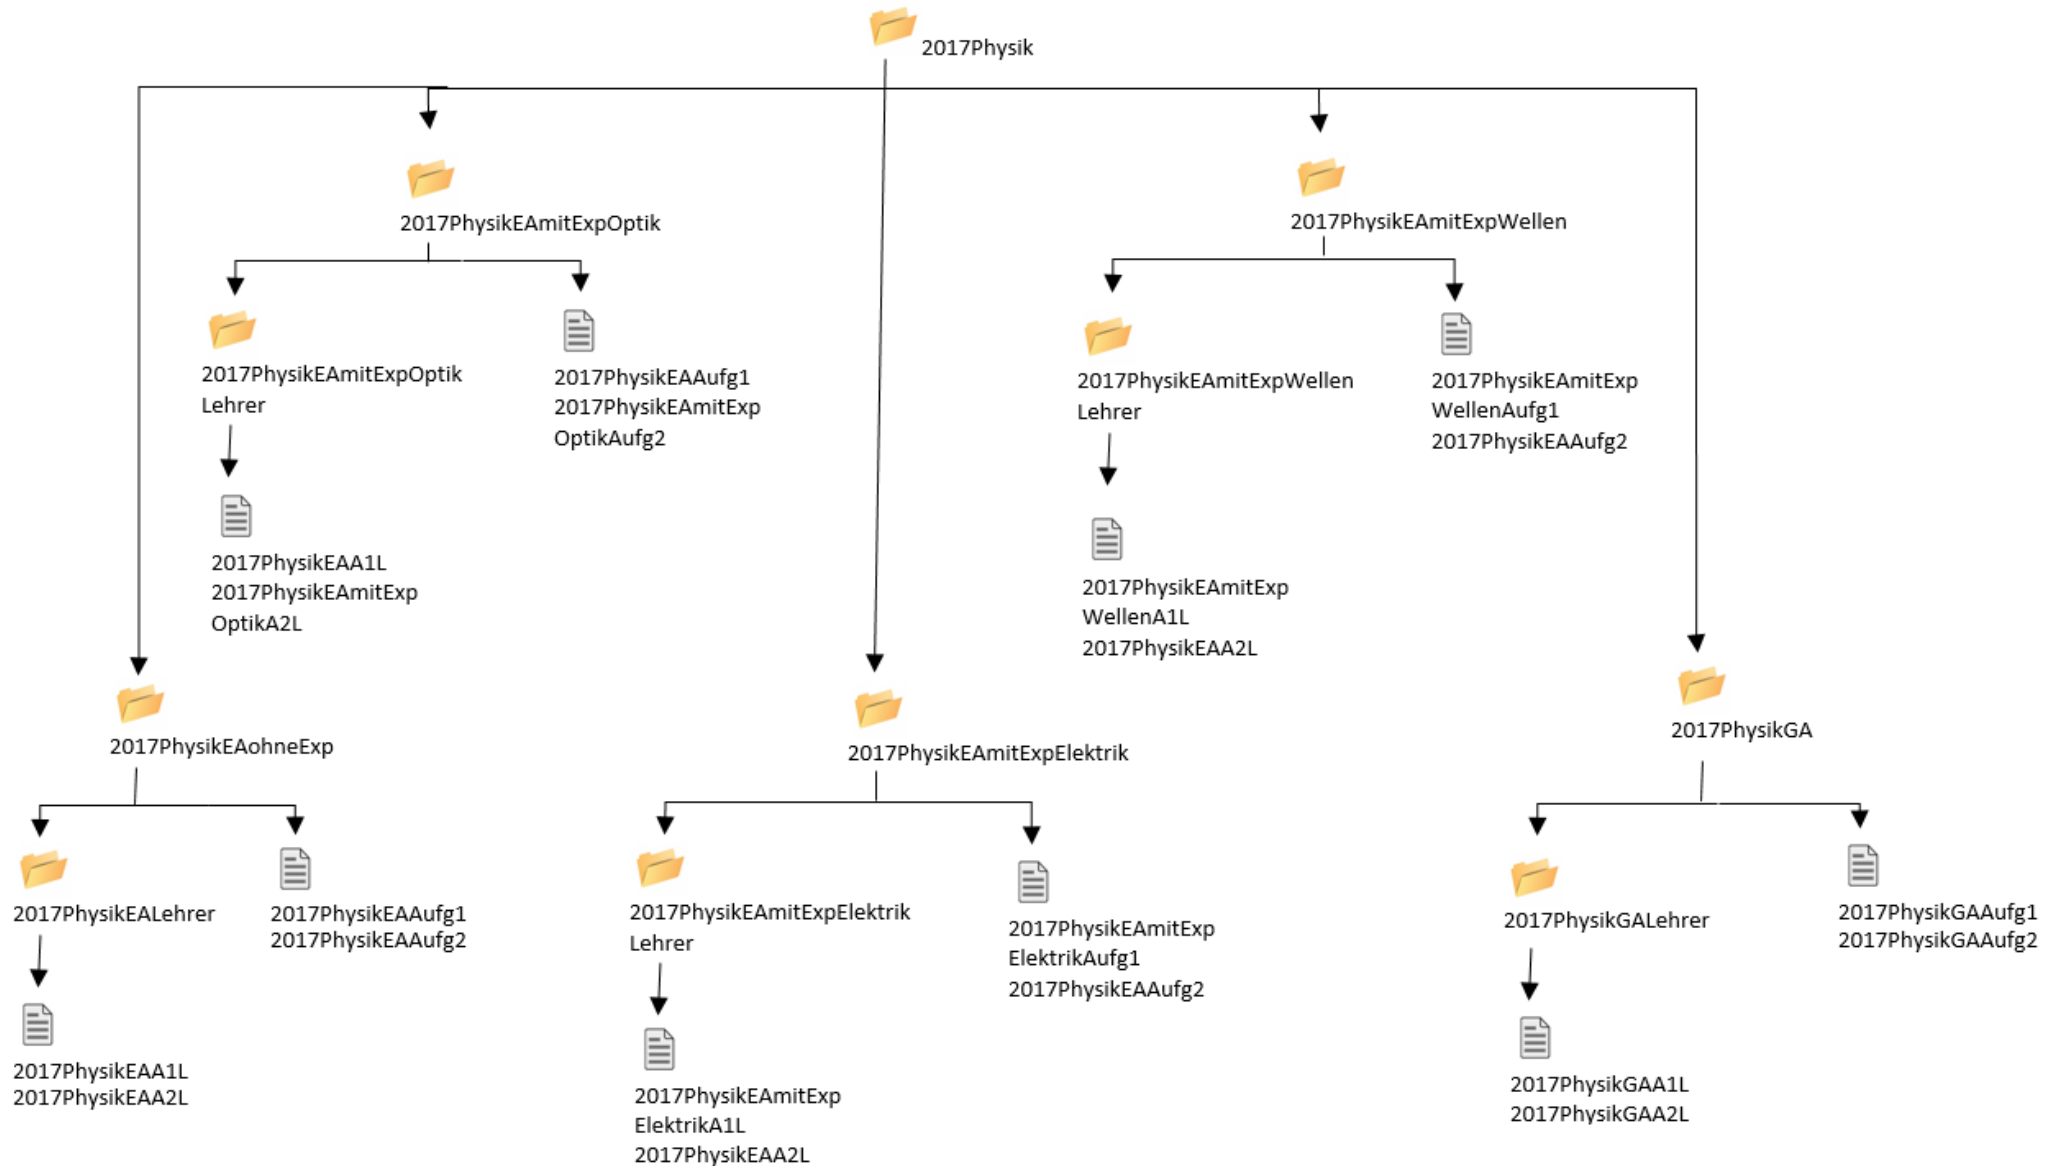 2017Physik
2017PhysikEAmitExpOptik
2017PhysikEAmitExpWellen
2017PhysikEAmitExpOptik
Lehrer
2017PhysikEAAufg1
2017PhysikEAmitExp
OptikAufg2
2017PhysikEAmitExpWellen
Lehrer
2017PhysikEAmitExp
WellenAufg1
2017PhysikEAAufg2
2017PhysikEAA1L
2017PhysikEAmitExp
OptikA2L
2017PhysikEAmitExp
WellenA1L
2017PhysikEAA2L
2017PhysikEAohneExp
2017PhysikEAmitExpElektrik
2017PhysikGA
2017PhysikEALehrer
2017PhysikEAAufg1
2017PhysikEAAufg2
2017PhysikEAmitExpElektrik
Lehrer
2017PhysikEAmitExp
ElektrikAufg1
2017PhysikEAAufg2
2017PhysikGALehrer
2017PhysikGAAufg1
2017PhysikGAAufg2
2017PhysikEAA1L
2017PhysikEAA2L
2017PhysikEAmitExp
ElektrikA1L
2017PhysikEAA2L
2017PhysikGAA1L
2017PhysikGAA2L